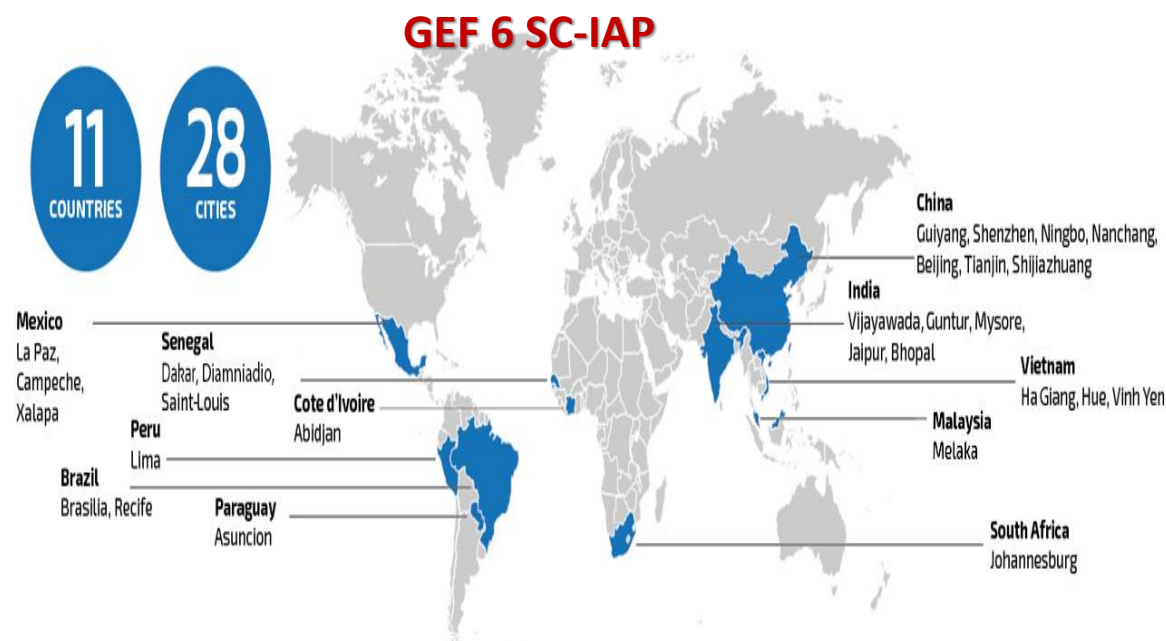 GEF 6 SC-IAP
11
COUNTRIES
28
CITIES
Mexico
La Paz,
Campeche,
Xalapa
Senegal
Dakar, Diamniadio,
Saint-Louis
Cote d'Ivoire
Abidjan
Peru
Lima
Brazil
Brasilia, Recife
Paraguay
Asuncion
China
Guiyang, Shenzhen, Ningbo, Nanchang,
Beijing, Tianjin, Shijiazhuang
India
Vijayawada, Guntur, Mysore,
Jaipur, Bhopal
Vietnam
Ha Giang, Hue, Vinh Yen
Malaysia
Melaka
South Africa
Johannesburg